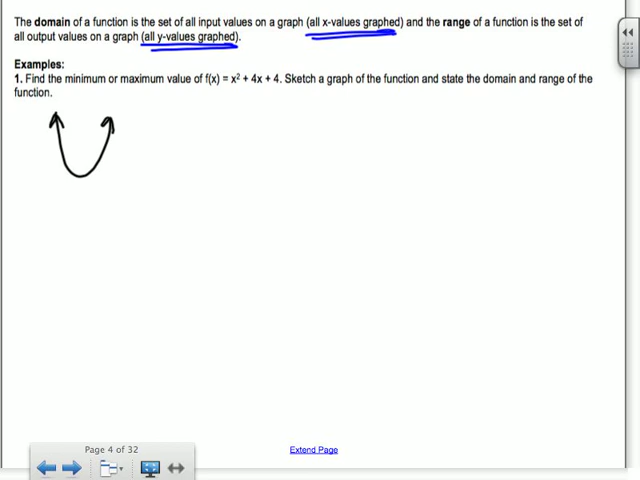 The domain of a function is the set of all input values on a graph (all x-values graphed) and the range of a function is the set of
all output values on a graph (all y-values graphed).
Examples:
1. Find the minimum or maximum value of f(x) = x² + 4x + 4. Sketch a graph of the function and state the domain and range of the
function.
Page 4 of 32
Extend Page